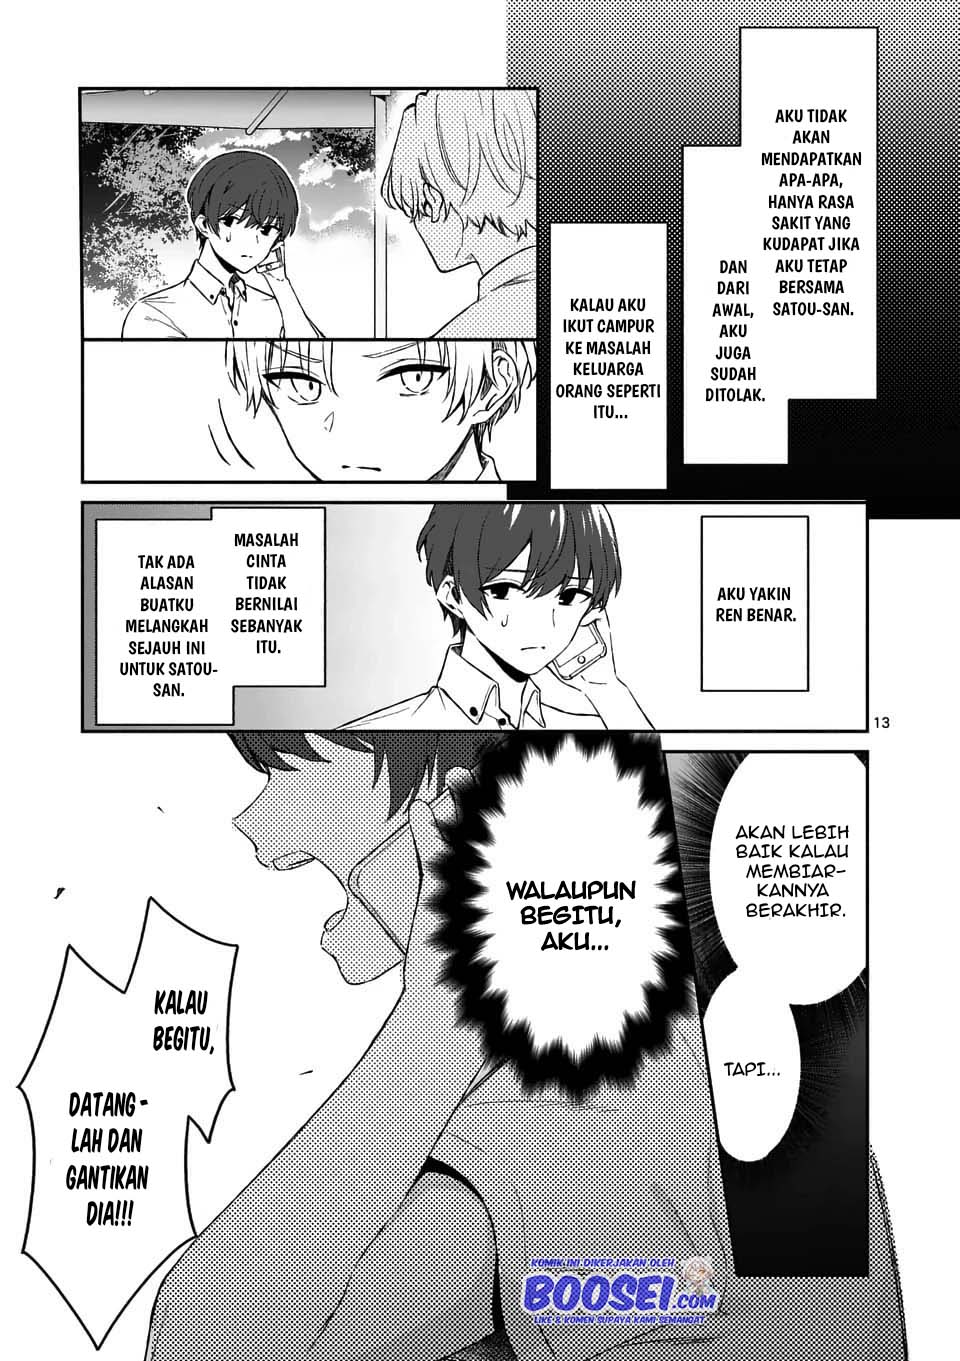 AKU TIDAK
AKAN
MENDAPATKAN
APA-APA,
HANYA RASA
SAKIT YANG
KUDAPAT JIKA
AKU TETAP
BERSAMA
SATOU-SAN.
DAN
DARI
AWAL,
AKU
JUGA
SUDAH
DITOLAK.
KALAU AKU
IKUT CAMPUR
KE MASALAH
KELUARGA
ORANG SEPERTI
ITU...
AKU YAKIN
REN BENAR.
MASALAH
CINTA
TIDAK
BERNILAI
SEBANYAK
ITU.
TAK ADA
ALASAN
BUATKU
MELANGKAH
SEJAUH INI
UNTUK SATOU-
SAN.
13
AKAN LEBIH
BAIK KALAU
MEMBIAR-
KANNYA
BERAKHIR.
TAPI...
WALAUPUN
BEGITU,
AKU...
KALAU
BEGITU,
DATANG-
LAH DAN
GANTIKAN
DIA!!!
KOMIK INI DIKERJAKAN OLEH
BOOSEI.COM
LIKE & KOMEN SUPAYA KAMI SEMANGAT